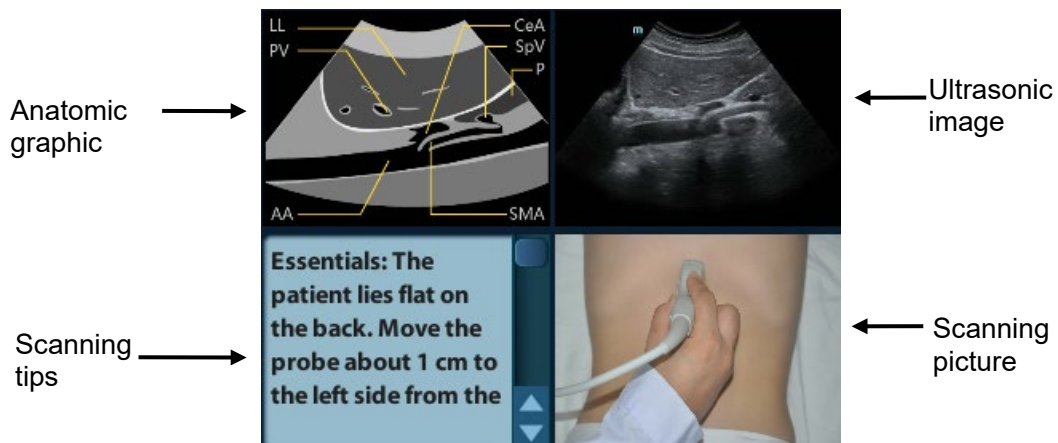 LL
PV
CeA
SpV
P
AA
SMA
m
Anatomic
graphic
Ultrasonic
image
Essentials: The
patient lies flat on
the back. Move the
probe about 1 cm to
the left side from the
Scanning
tips
Scanning
picture